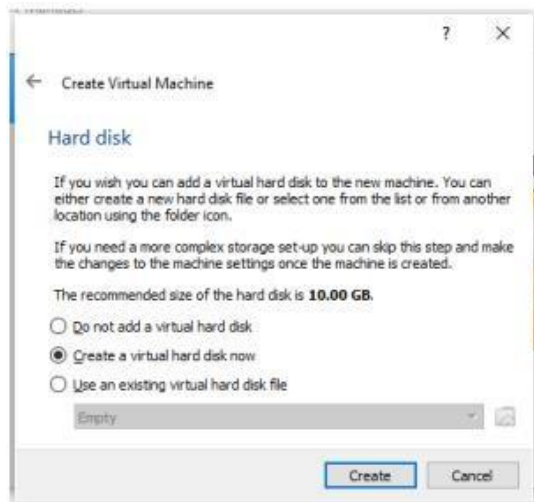 ?
Create Virtual Machine
Hard disk
If you wish you can add a virtual hard disk to the new machine. You can
either create a new hard disk file or select one from the list or from another
location using the folder icon.
If you need a more complex storage set-up you can skip this step and make
the changes to the machine settings once the machine is created.
The recommended size of the hard disk is 10.00 GB.
Do not add a virtual hard disk
Create a virtual hard disk now
Use an existing virtual hard disk file
Empty
Create Cancel